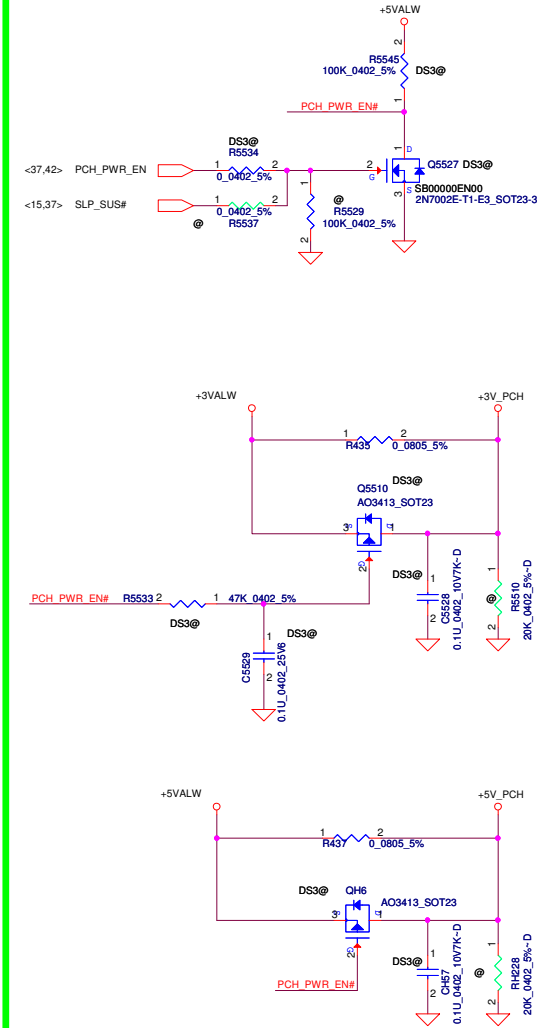 +5VALW
2
R5545
100K_0402_5%
DS3@
1
PCH_PWR_EN#
DS3@
R5534
<37,42> PCH_PWR_EN
1 2
0_0402_5%
1 D
2 G
Q5527 DS3@
S
3
SB00000EN00
2N7002E-T1-E3_SOT23-3
<15,37> SLP_SUS#
1 2
0_0402_5%
@
R5537
1
@
R5529
100K_0402_5%
2
+3VALW
+3V_PCH
1 2
R435 0_0805_5%
DS3@
Q5510
AO3413_SOT23
3 S D 1
G
2
DS3@
1
2
C5528
0.1U_0402_10V7K~D
1
@
2
R5510
20K_0402_5%~D
PCH_PWR_EN# R5533 2 1 47K_0402_5%
DS3@
DS3@
1
2
C5529
0.1U_0402_25V6
+5VALW
+5V_PCH
1 2
R437 0_0805_5%
DS3@ QH6
AO3413_SOT23
3 S D 1
G
2
PCH_PWR_EN#
DS3@
1
2
CH57
0.1U_0402_10V7K~D
1
@
2
RH228
20K_0402_5%~D